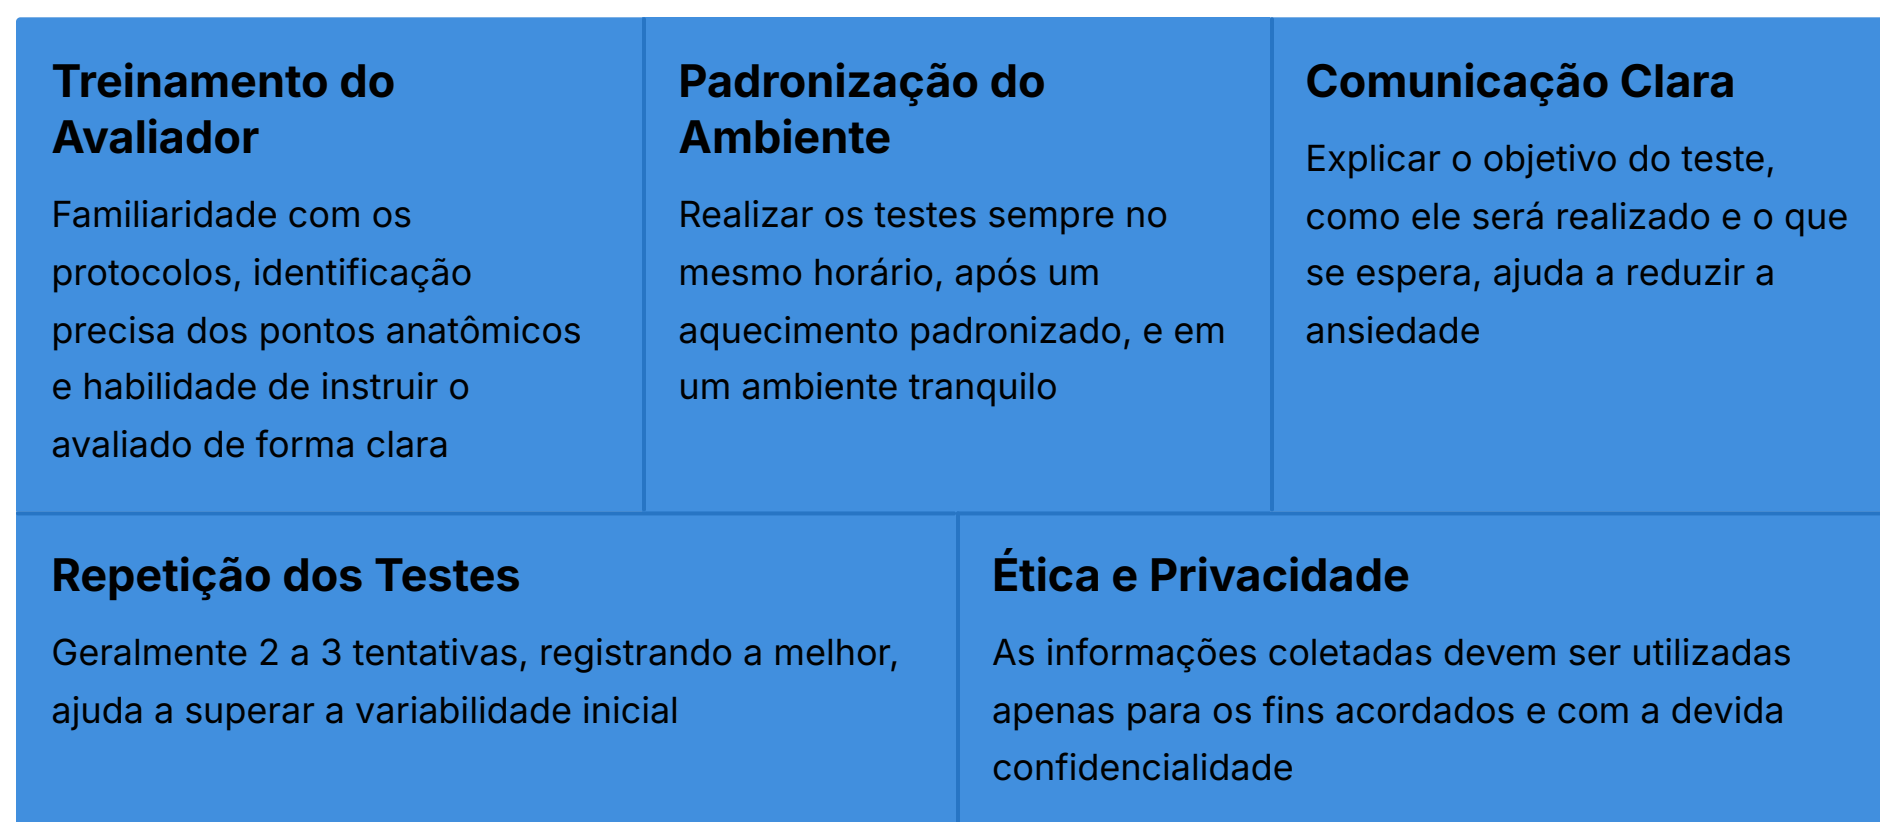 Treinamento do
Avaliador
Familiaridade com os
protocolos, identificação
precisa dos pontos anatômicos
e habilidade de instruir o
avaliado de forma clara
Padronização do
Ambiente
Realizar os testes sempre no
mesmo horário, após um
aquecimento padronizado, e em
um ambiente tranquilo
Comunicação Clara
Explicar o objetivo do teste,
como ele será realizado e o que
se espera, ajuda a reduzir a
ansiedade
Repetição dos Testes
Geralmente 2 a 3 tentativas, registrando a melhor,
ajuda a superar a variabilidade inicial
Ética e Privacidade
As informações coletadas devem ser utilizadas
apenas para os fins acordados e com a devida
confidencialidade